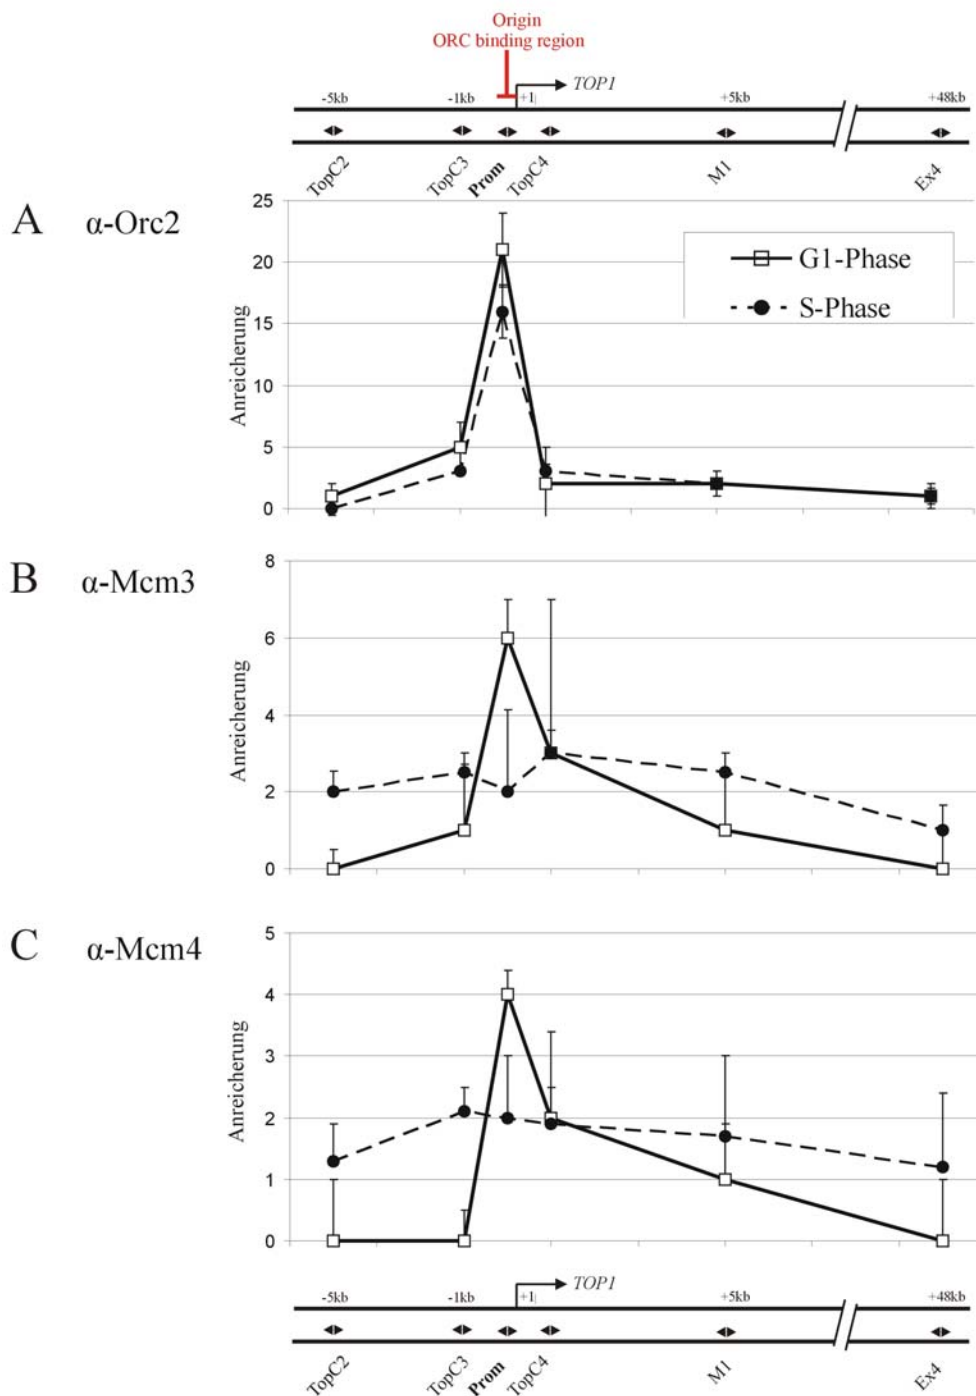 Origin
ORC binding region
TOP1
-5kb -1kb +1 +5kb +48kb
TopC2 TopC3 Prom TopC4 M1 Ex4
A α-Orc2
25
20
15
10
5
0
Anreicherung
G1-Phase
S-Phase
B α-Mcm3
8
6
4
2
0
Anreicherung
C α-Mcm4
5
4
3
2
1
0
Anreicherung
TOP1
-5kb -1kb +1 +5kb +48kb
TopC2 TopC3 Prom TopC4 M1 Ex4